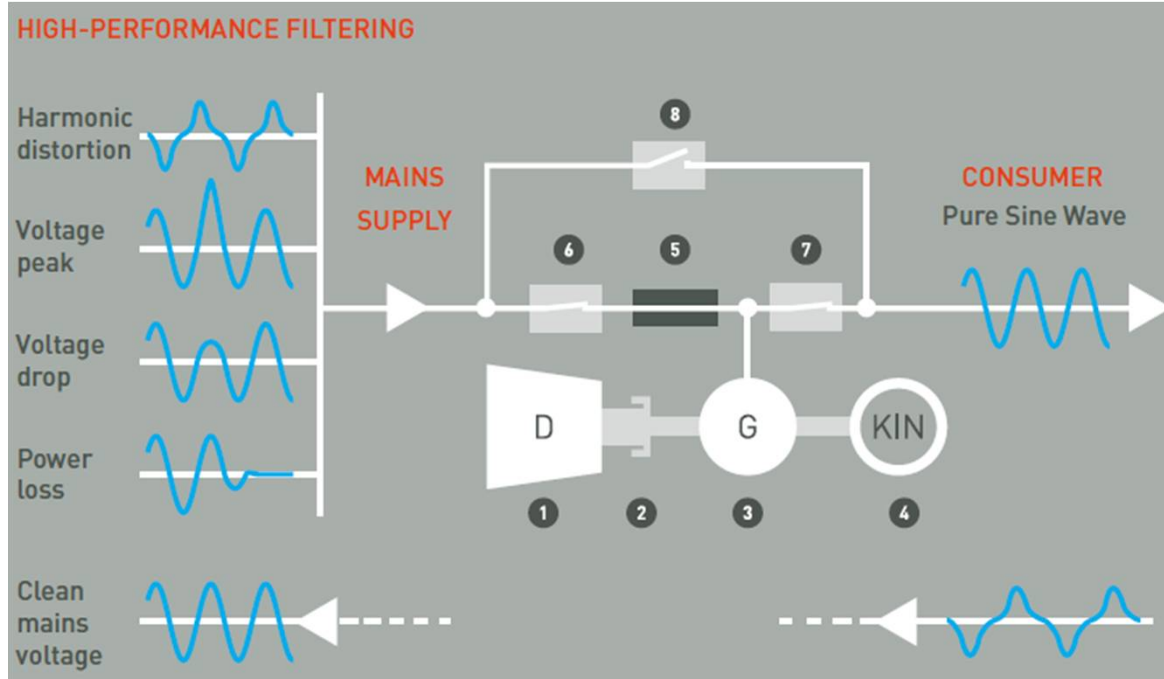 HIGH-PERFORMANCE FILTERING
Harmonic
distortion
Voltage
peak
Voltage
drop
Power
loss
Clean
mains
voltage
MAINS
SUPPLY
8
6
5
7
D
G
KIN
1
2
3
4
CONSUMER
Pure Sine Wave